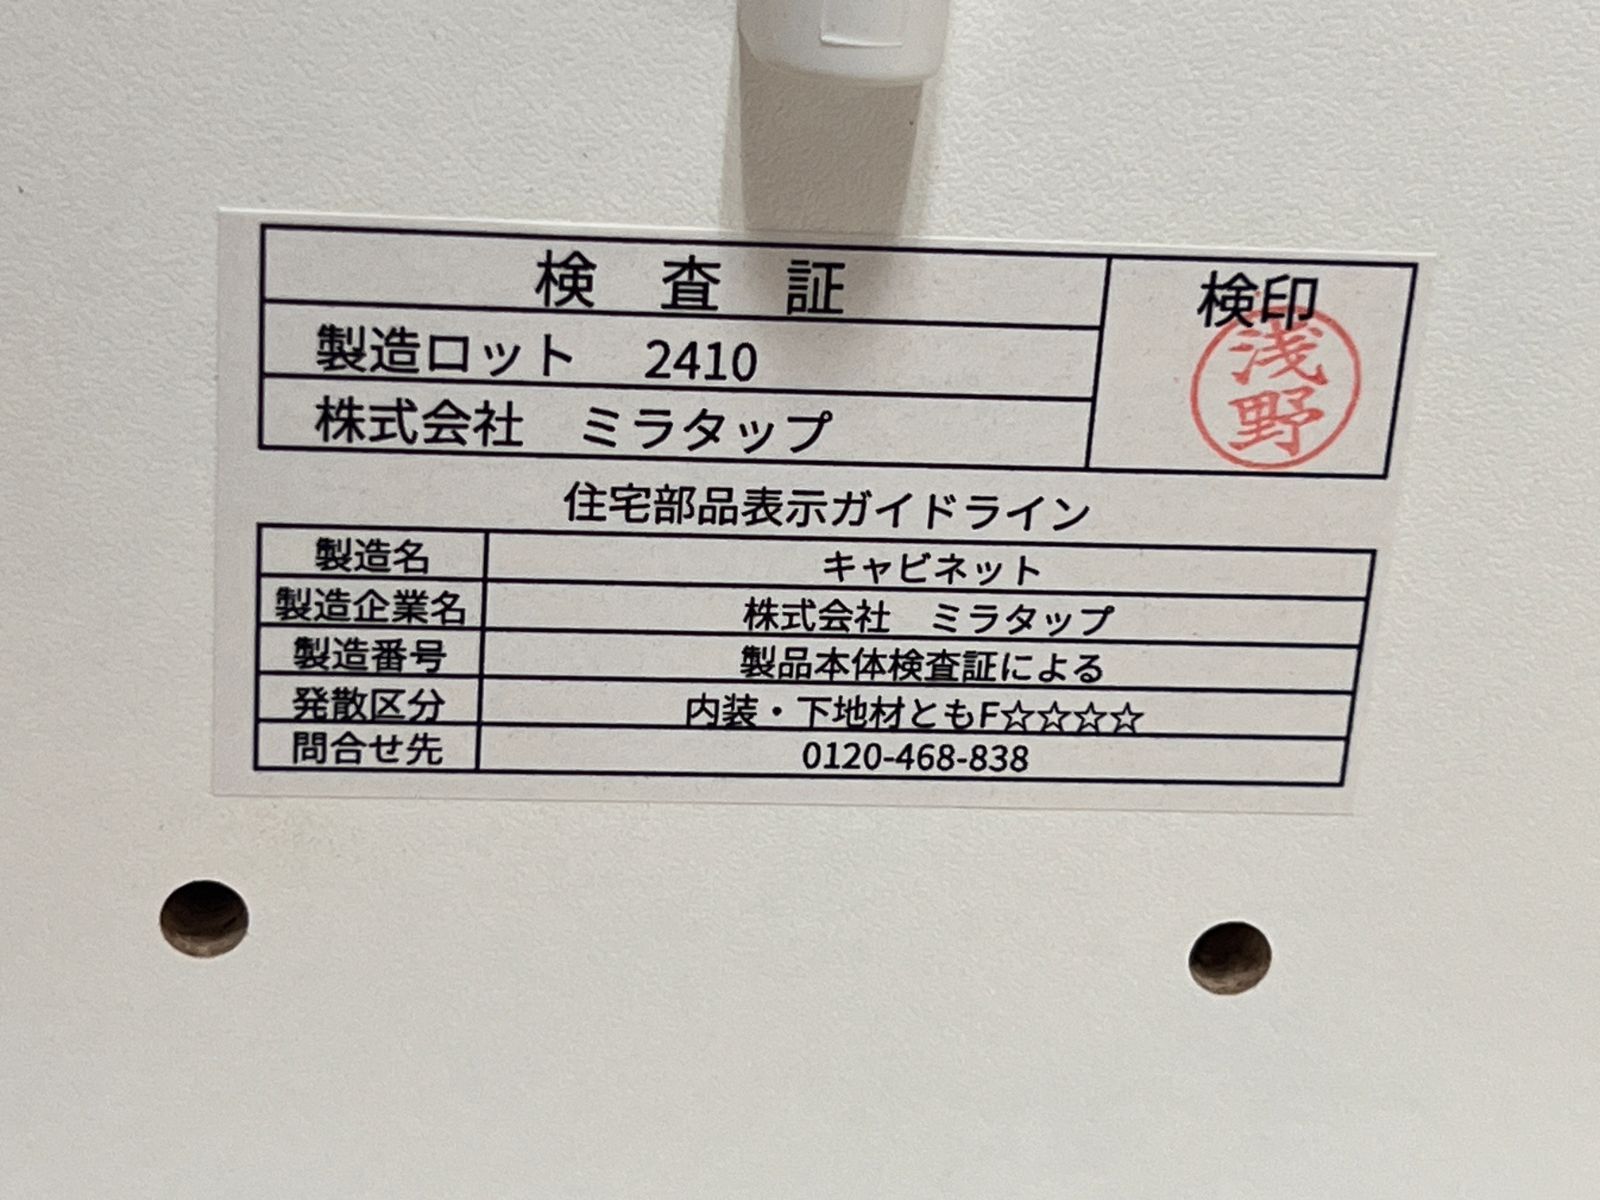 検 査 証
検印
浅野
製造ロット 2410
株式会社 ミラタップ
住宅部品表示ガイドライン
製造名 キャビネット
製造企業名 株式会社 ミラタップ
製造番号 製品本体検査証による
発散区分 内装・下地材ともF☆☆☆☆
問合せ先 0120-468-838